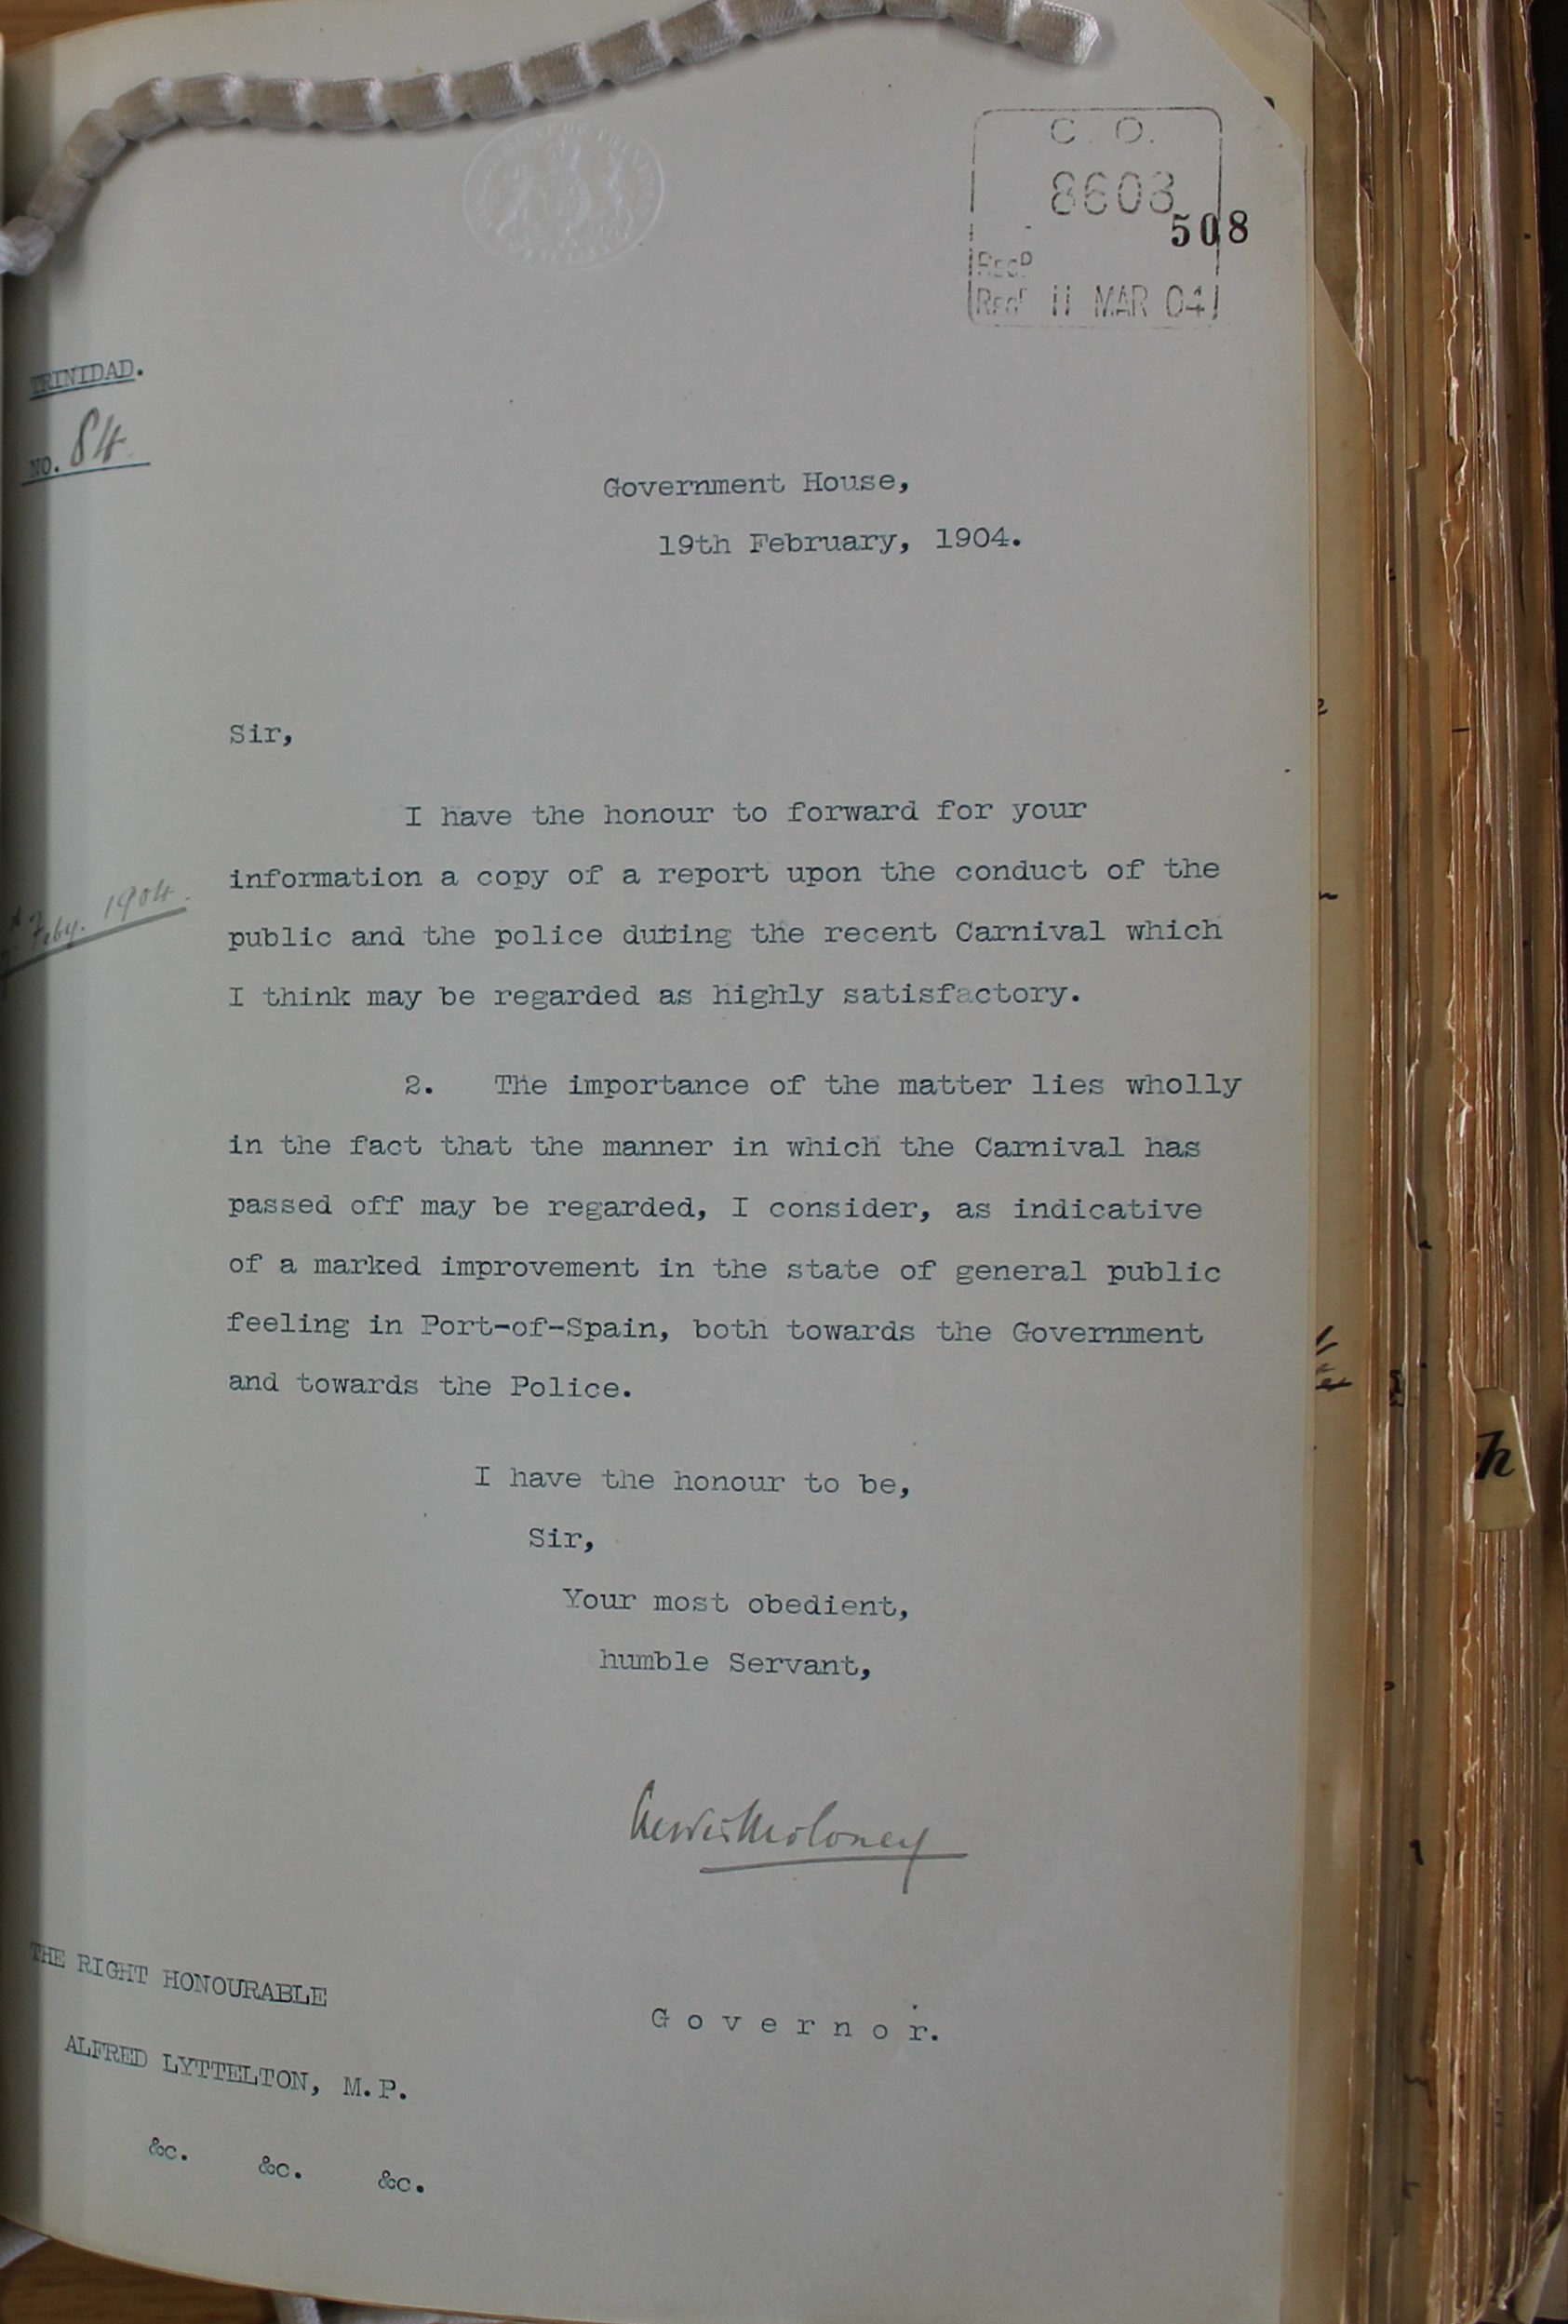 C. O.
8603
508
Recᴰ
Regᴰ 11 MAR 04
TRINIDAD.
NO. 84.
Government House,
19th February, 1904.
Sir,
I have the honour to forward for your
information a copy of a report upon the conduct of the
Feby. 1904.
public and the police during the recent Carnival which
I think may be regarded as highly satisfactory.
2. The importance of the matter lies wholly
in the fact that the manner in which the Carnival has
passed off may be regarded, I consider, as indicative
of a marked improvement in the state of general public
feeling in Port-of-Spain, both towards the Government
and towards the Police.
I have the honour to be,
Sir,
Your most obedient,
humble Servant,
Moloney
Governor.
THE RIGHT HONOURABLE
ALFRED LYTTELTON, M.P.
&c. &c. &c.